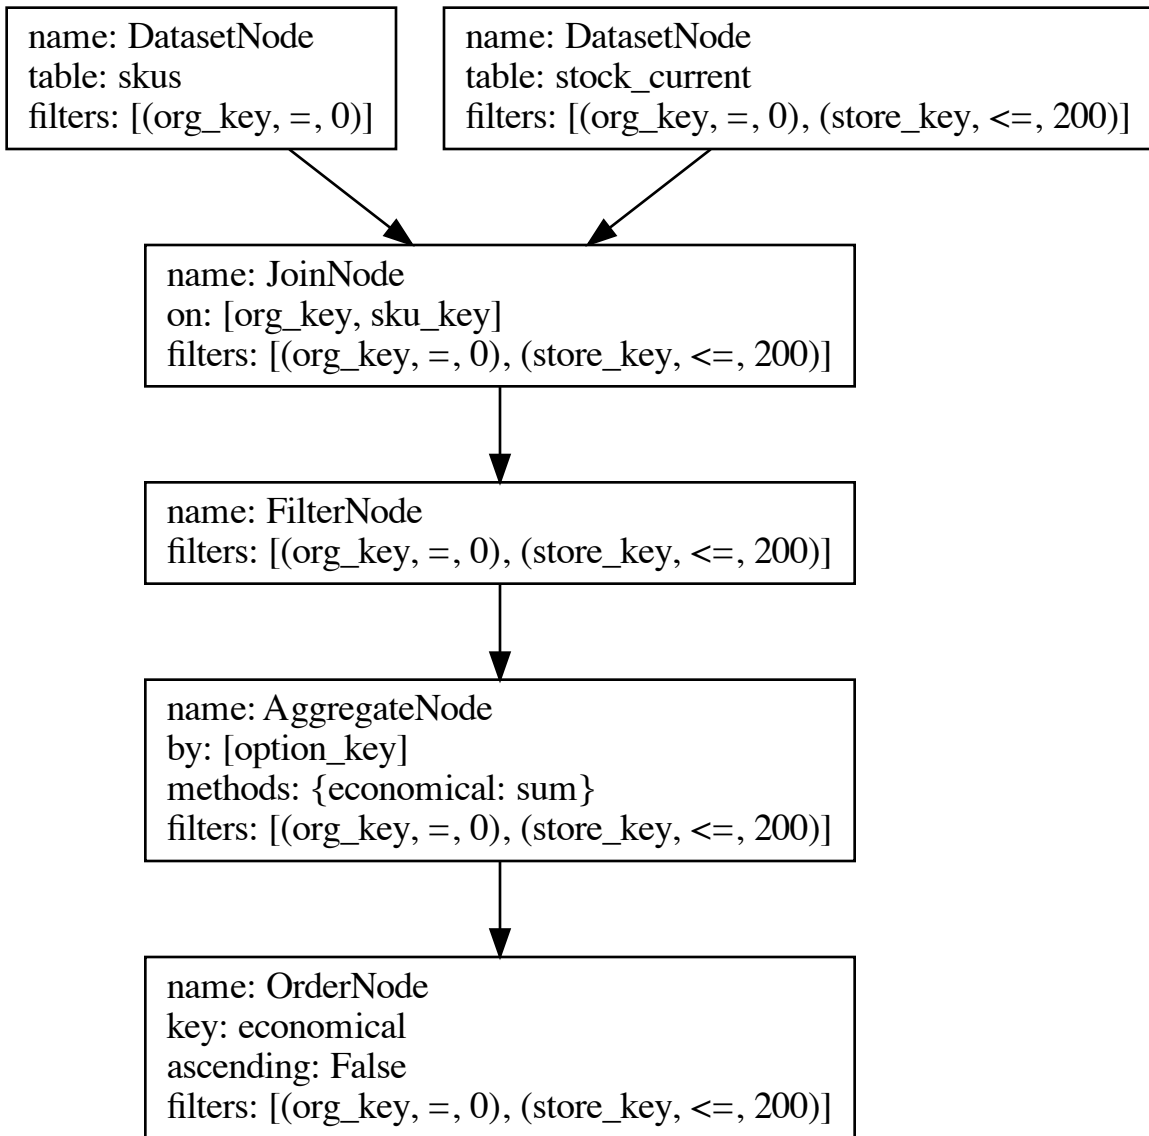 name: DatasetNode
table: skus
filters: [(org_key, =, 0)]
name: DatasetNode
table: stock_current
filters: [(org_key, =, 0), (store_key, <=, 200)]
name: JoinNode
on: [org_key, sku_key]
filters: [(org_key, =, 0), (store_key, <=, 200)]
name: FilterNode
filters: [(org_key, =, 0), (store_key, <=, 200)]
name: AggregateNode
by: [option_key]
methods: {economical: sum}
filters: [(org_key, =, 0), (store_key, <=, 200)]
name: OrderNode
key: economical
ascending: False
filters: [(org_key, =, 0), (store_key, <=, 200)]